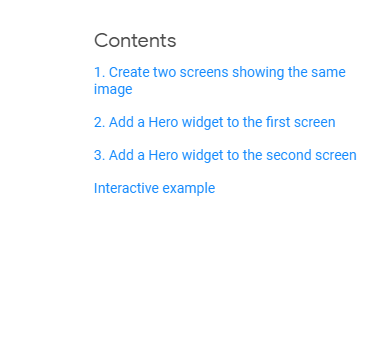 Contents
1. Create two screens showing the same
image
2. Add a Hero widget to the first screen
3. Add a Hero widget to the second screen
Interactive example